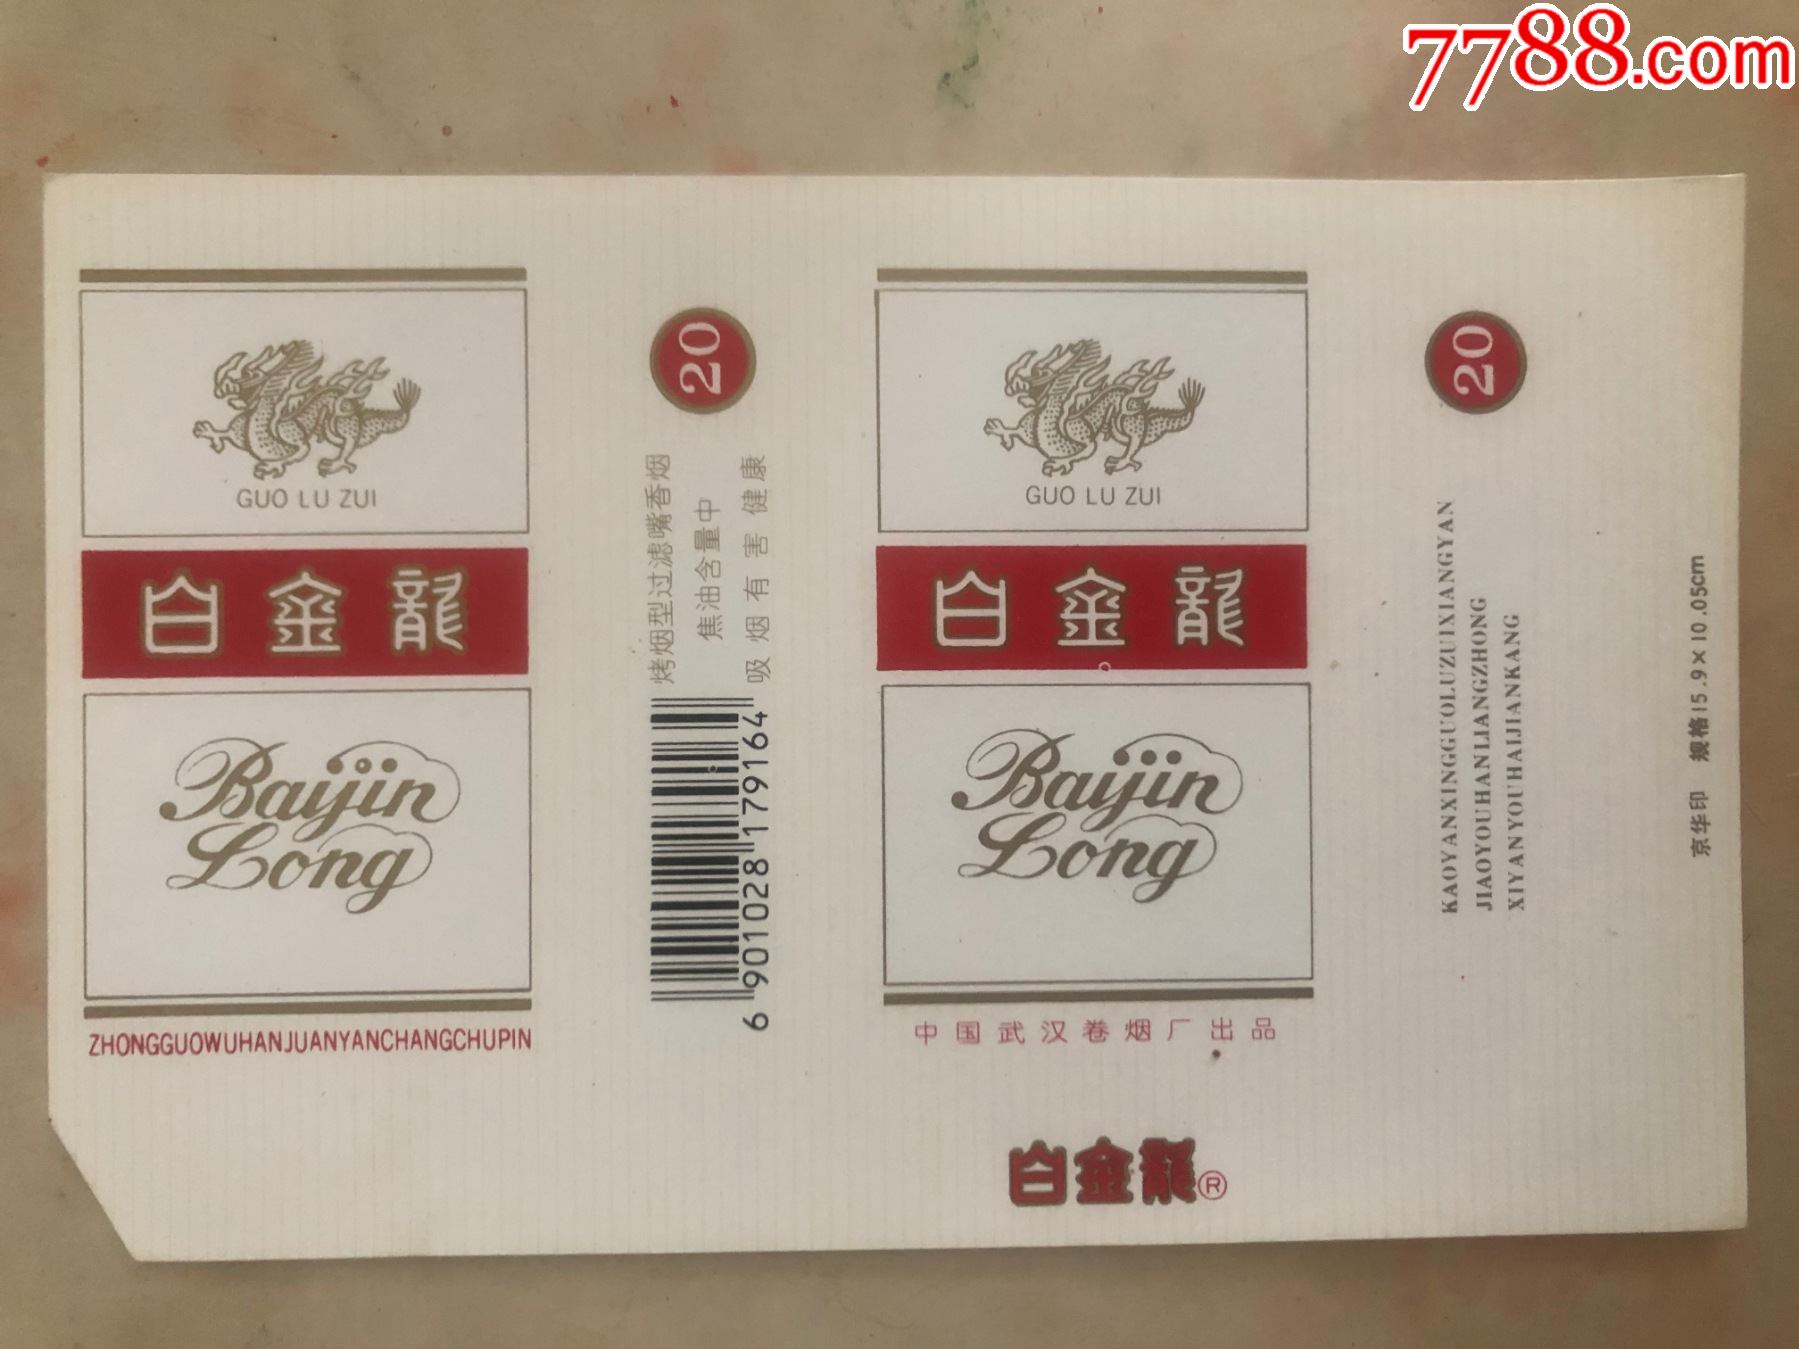 7788.com
GUO LU ZUI
白金龍
Baijin
Long
ZHONGGUOWUHANJUANYANCHANGCHUPIN
20
烤烟型过滤嘴香烟
焦油含量中
吸烟有害健康
6 901028 179164
GUO LU ZUI
白金龍
Baijin
Long
中国武汉卷烟厂出品
白金龍®
20
KAOYANXINGGUOLUZUIXIANGYAN
JIAOYOUHANLIANGZHONG
XIYANYOUHAIJIANKANG
京华印 规格15.9×10.05cm